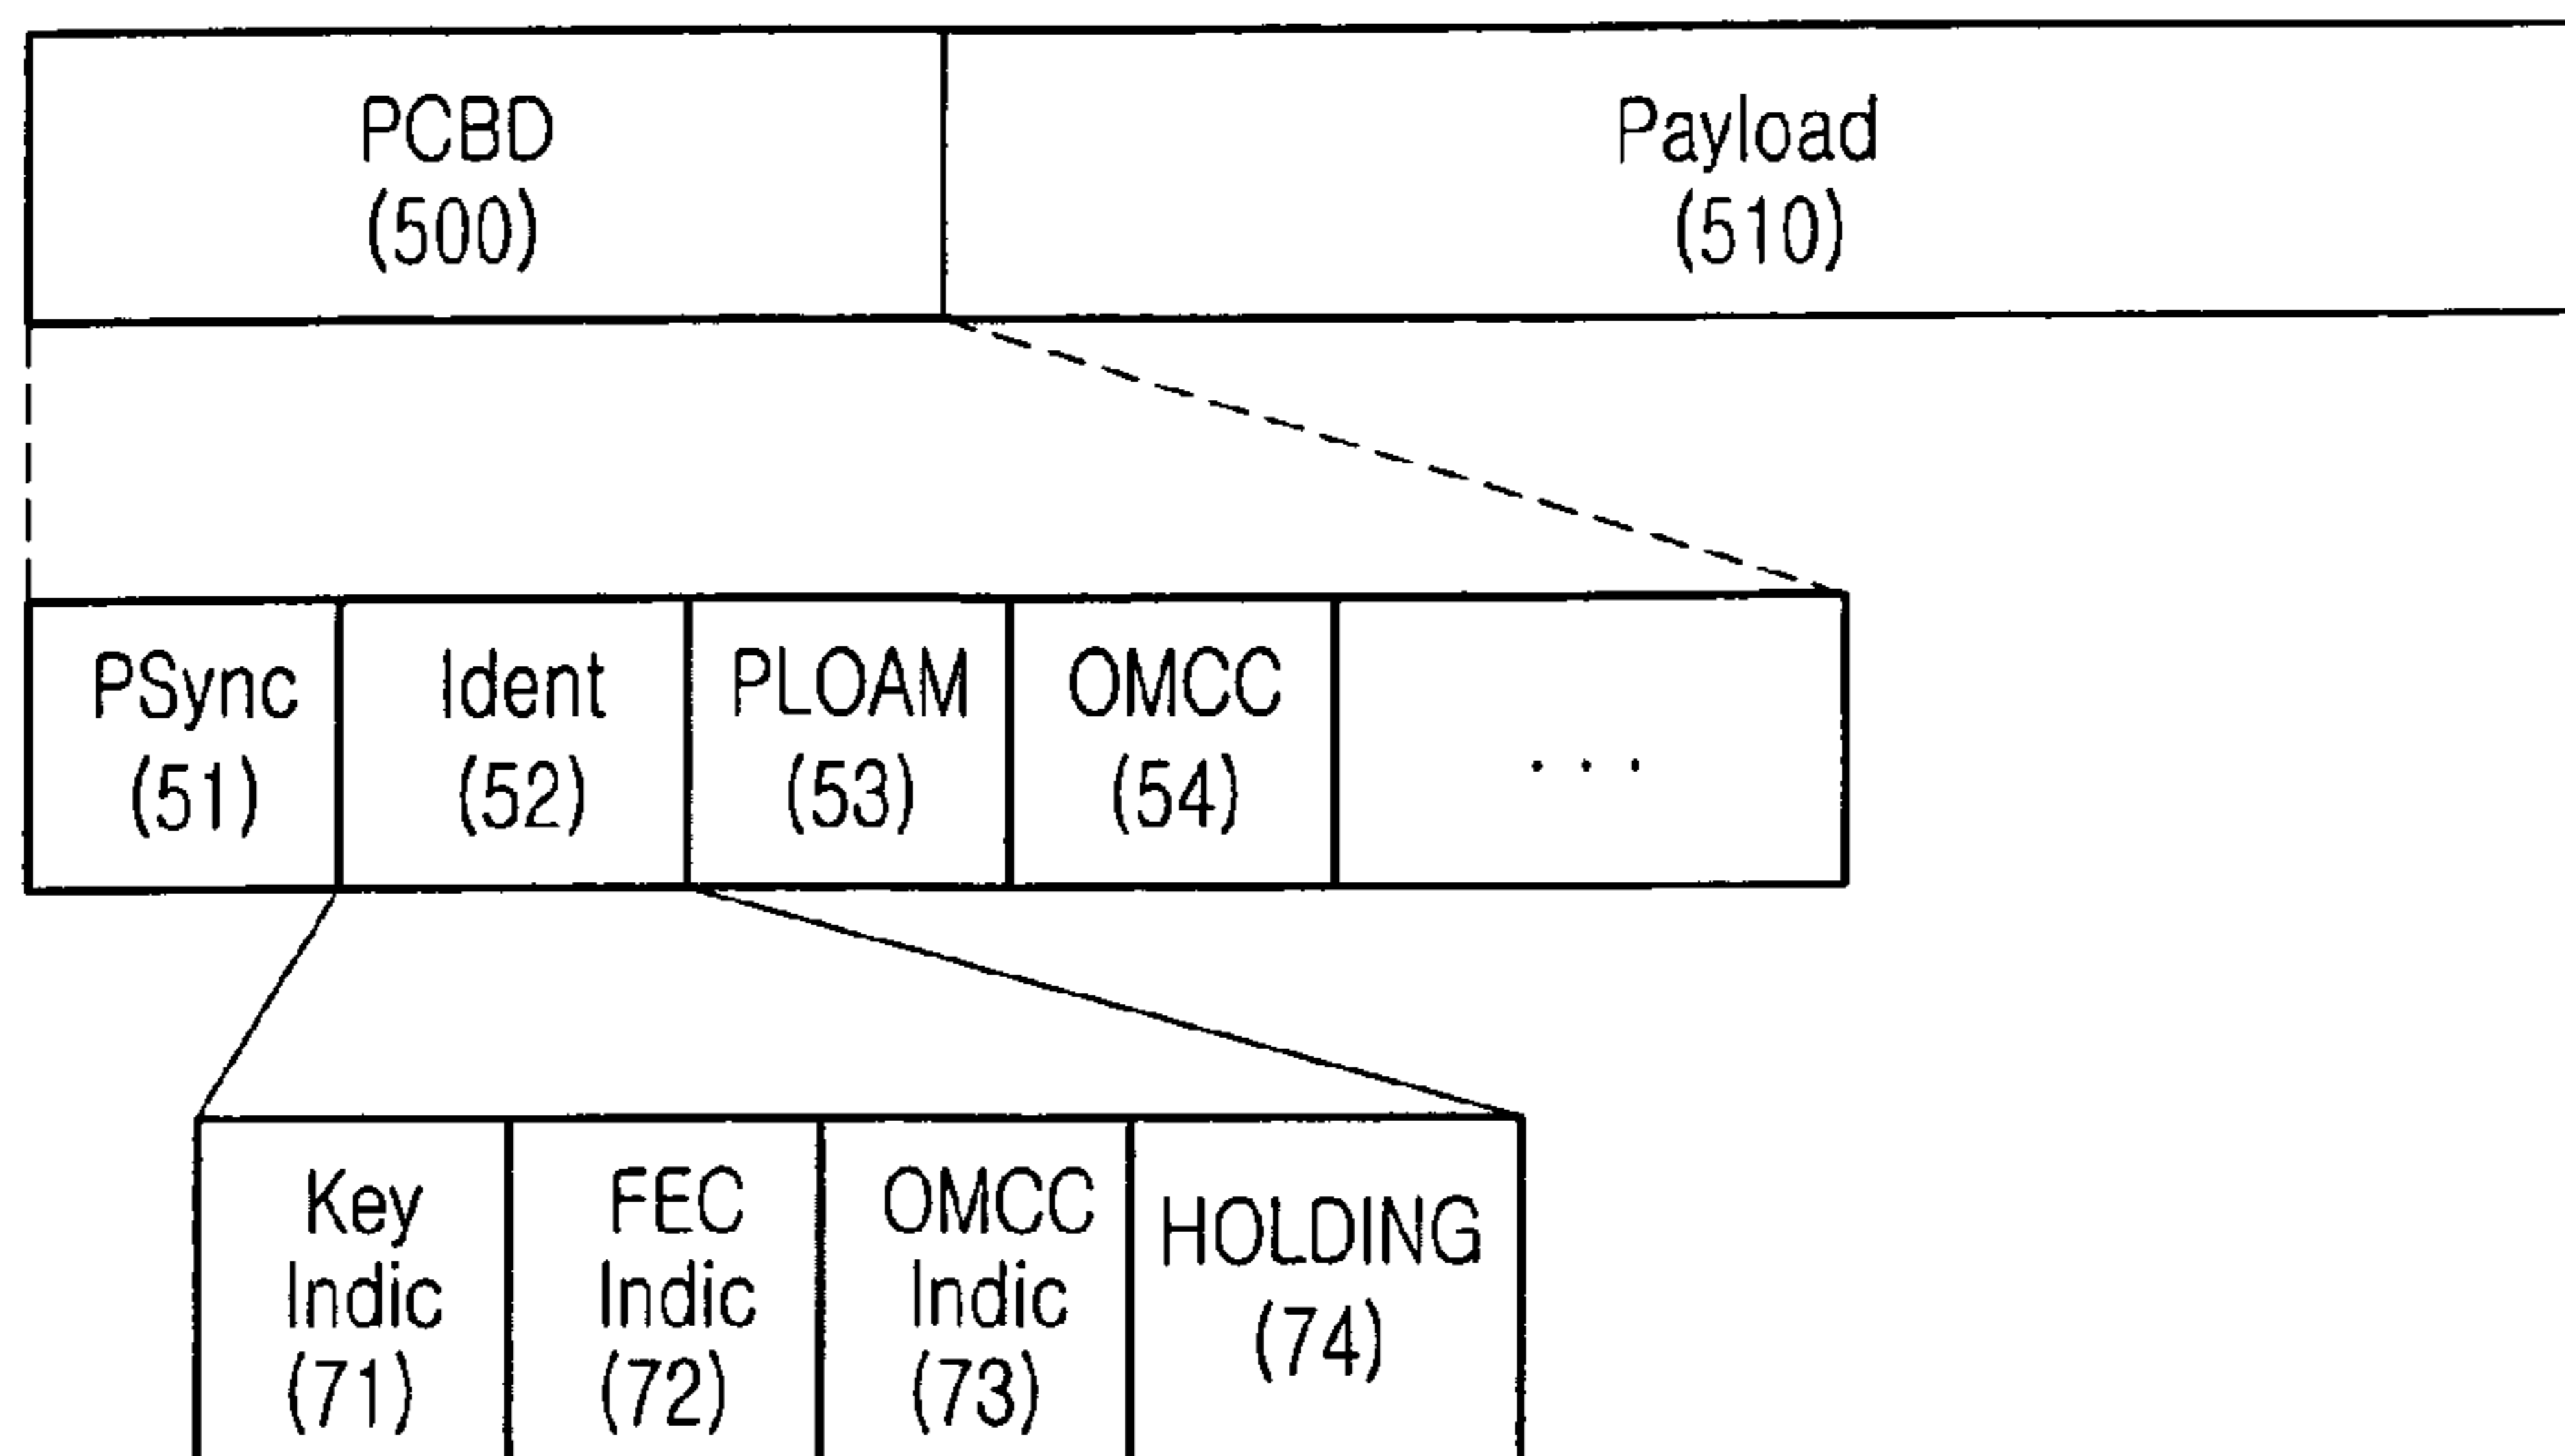 PCBD
(500)
Payload
(510)
PSync
(51)
Ident
(52)
PLOAM
(53)
OMCC
(54)
. . .
Key
Indic
(71)
FEC
Indic
(72)
OMCC
Indic
(73)
HOLDING
(74)